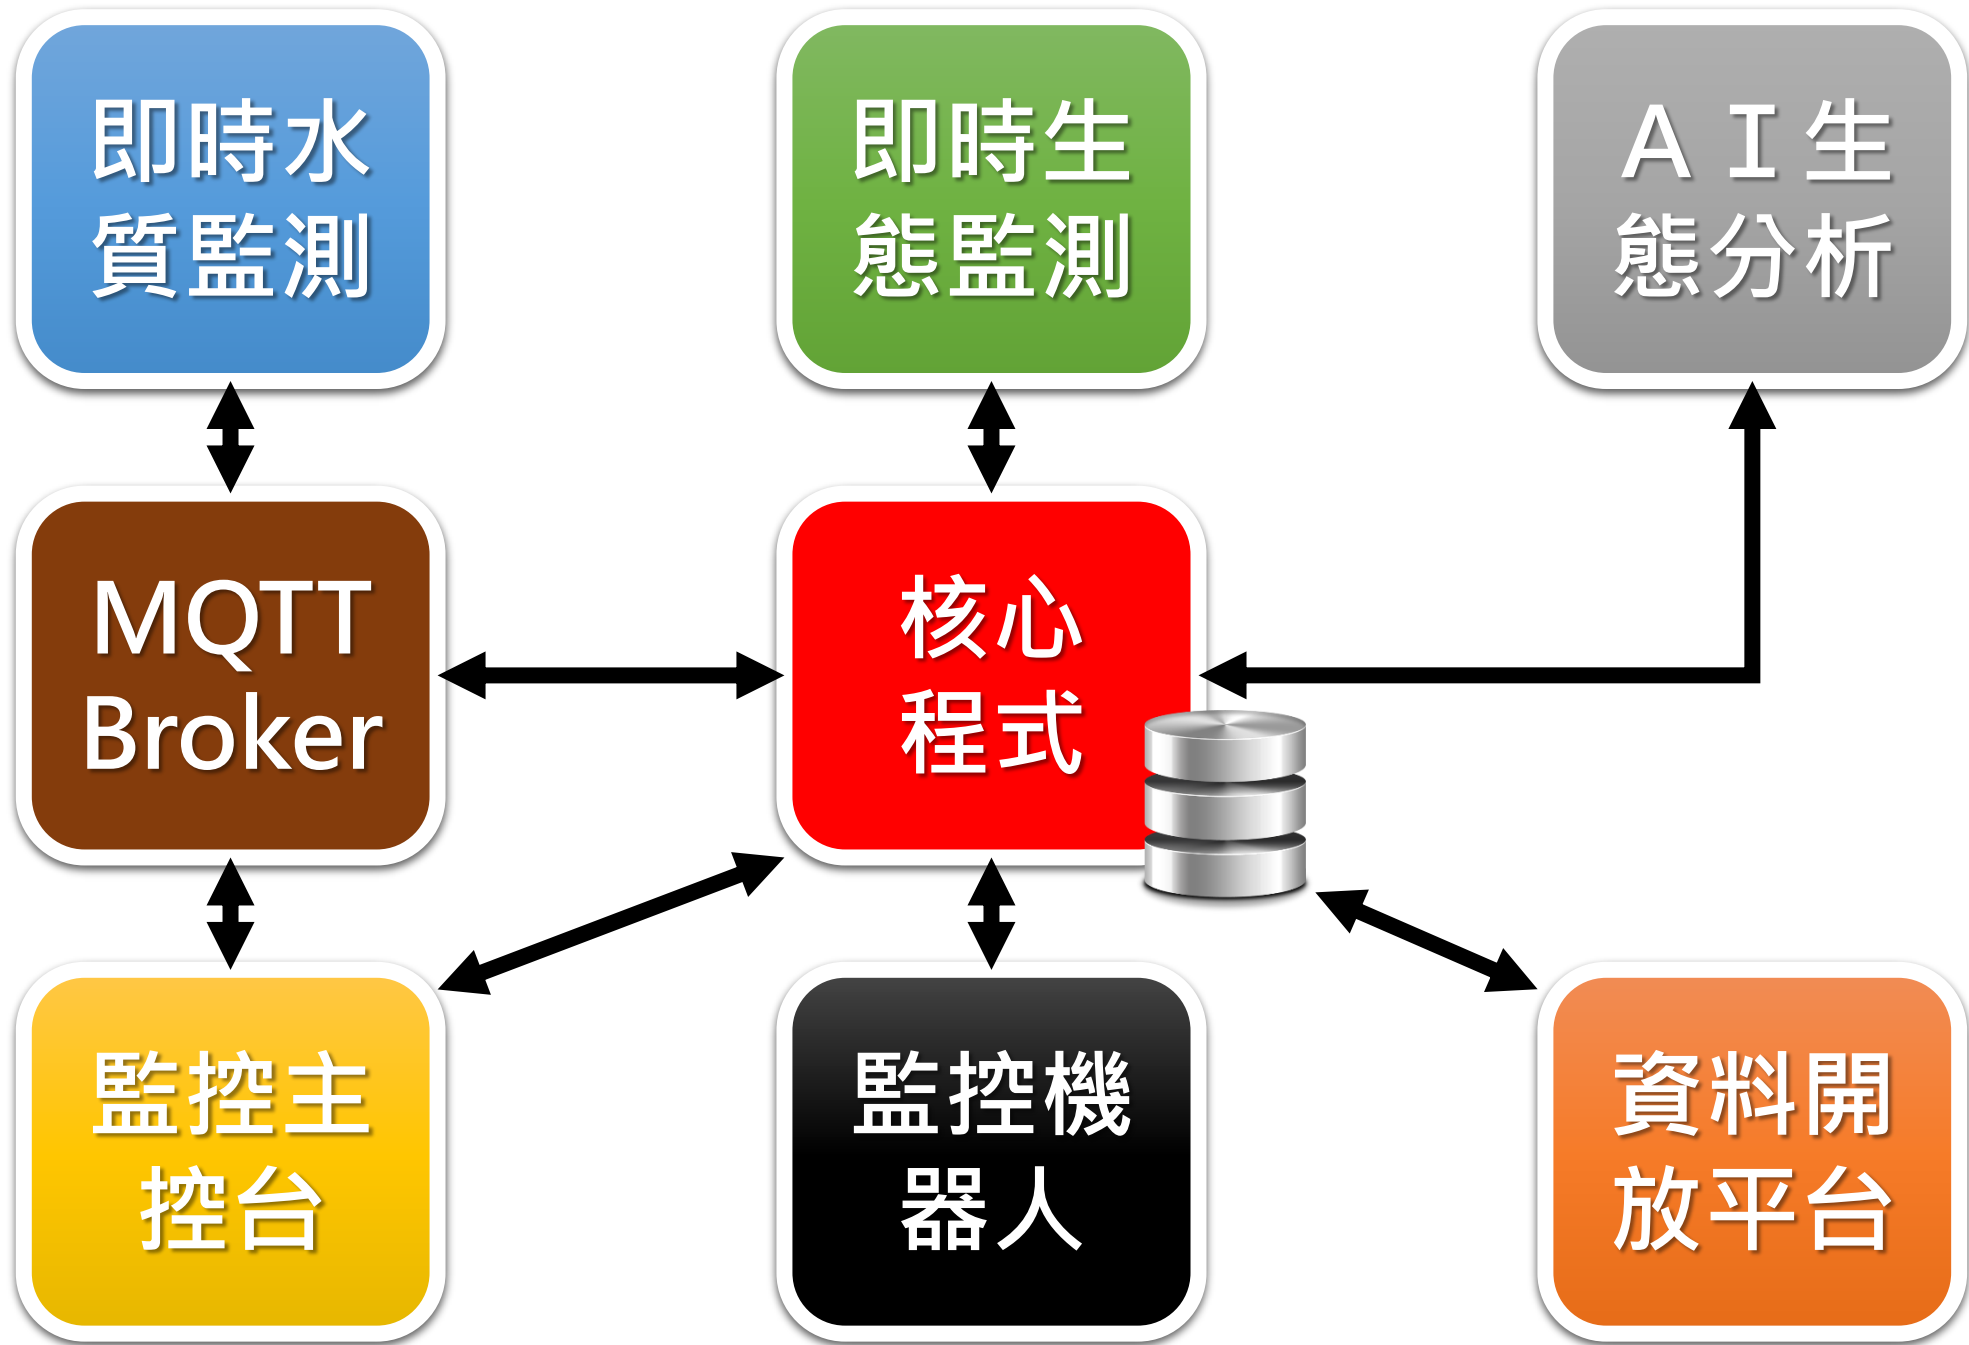 即時水
質監測
即時生
態監測
ＡＩ生
態分析
MQTT
Broker
核心
程式
監控主
控台
監控機
器人
資料開
放平台